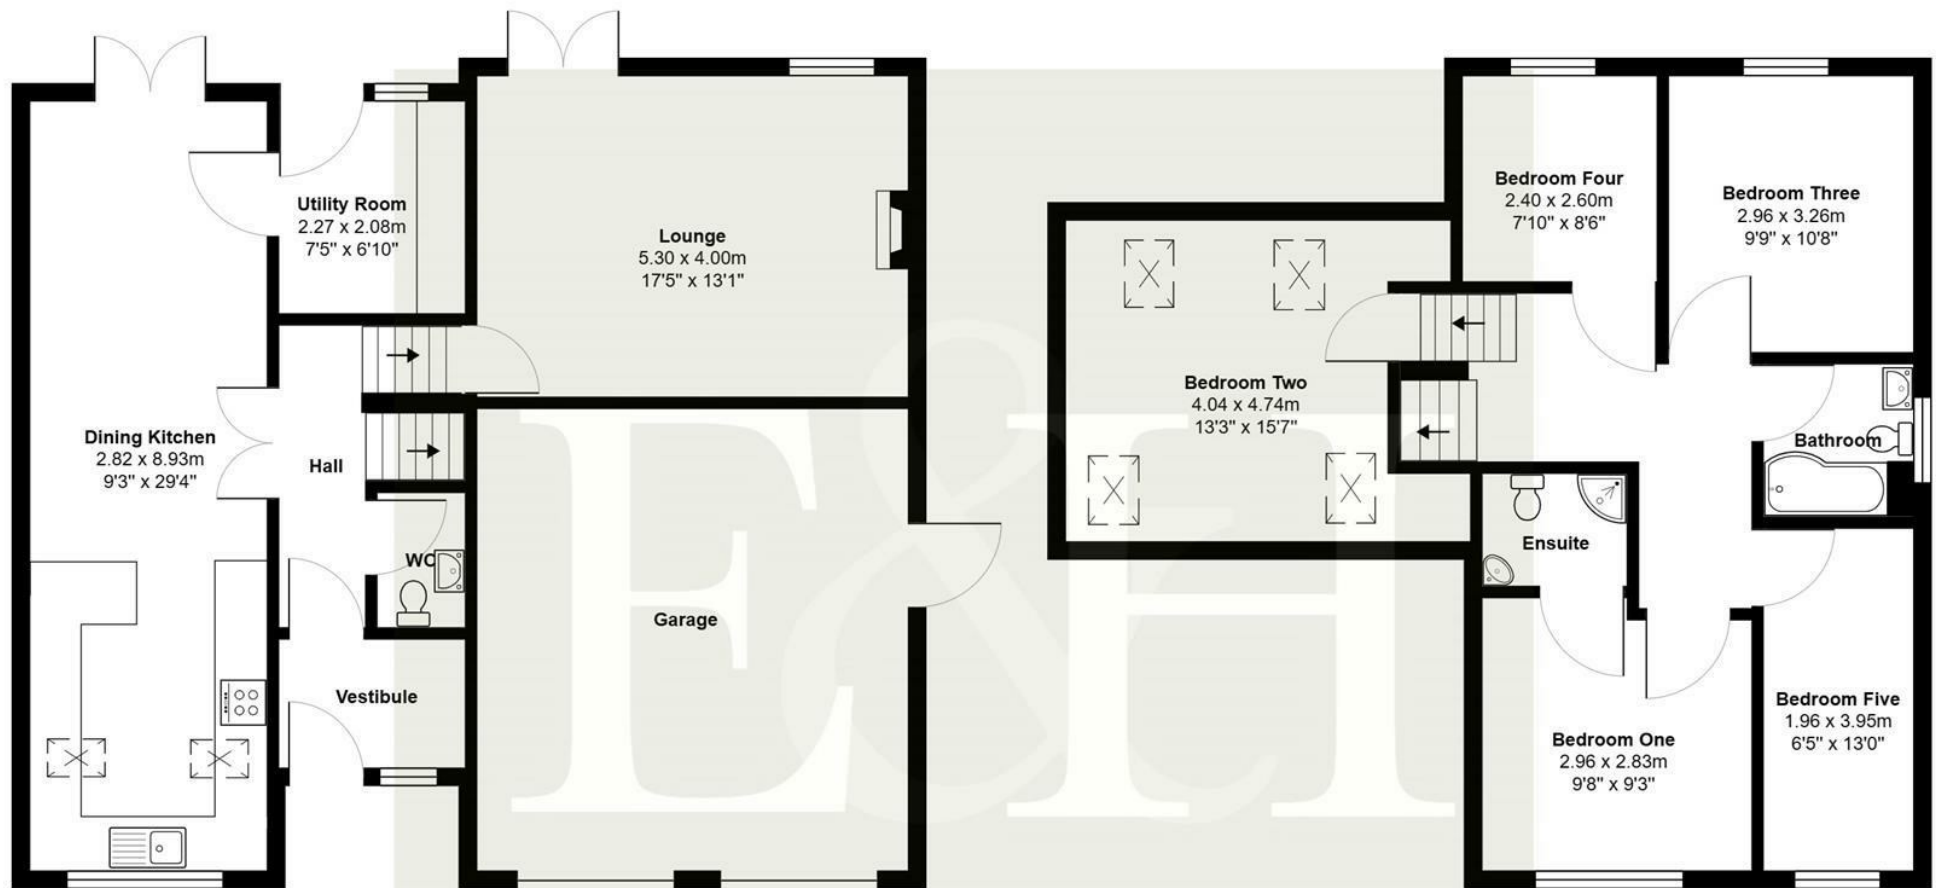 Utility Room
2.27 x 2.08m
7'5" x 6'10"
Lounge
5.30 x 4.00m
17'5" x 13'1"
Dining Kitchen
2.82 x 8.93m
9'3" x 29'4"
Hall
WC
Vestibule
Garage
E&H
Bedroom Four
2.40 x 2.60m
7'10" x 8'6"
Bedroom Three
2.96 x 3.26m
9'9" x 10'8"
Bedroom Two
4.04 x 4.74m
13'3" x 15'7"
Bathroom
Ensuite
Bedroom One
2.96 x 2.83m
9'8" x 9'3"
Bedroom Five
1.96 x 3.95m
6'5" x 13'0"